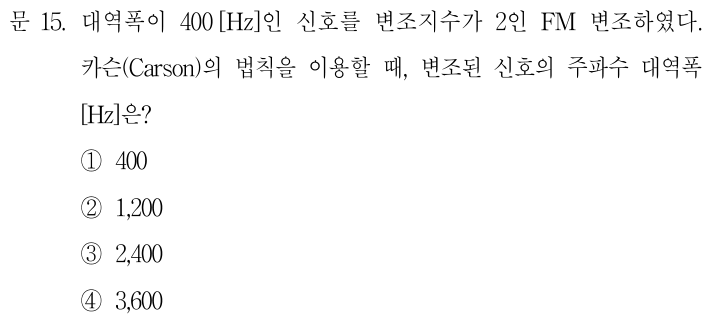 문 15. 대역폭이 400[Hz]인 신호를 변조지수가 2인 FM 변조하였다.
카슨(Carson)의 법칙을 이용할 때, 변조된 신호의 주파수 대역폭
[Hz]은?
① 400
② 1,200
③ 2,400
④ 3,600